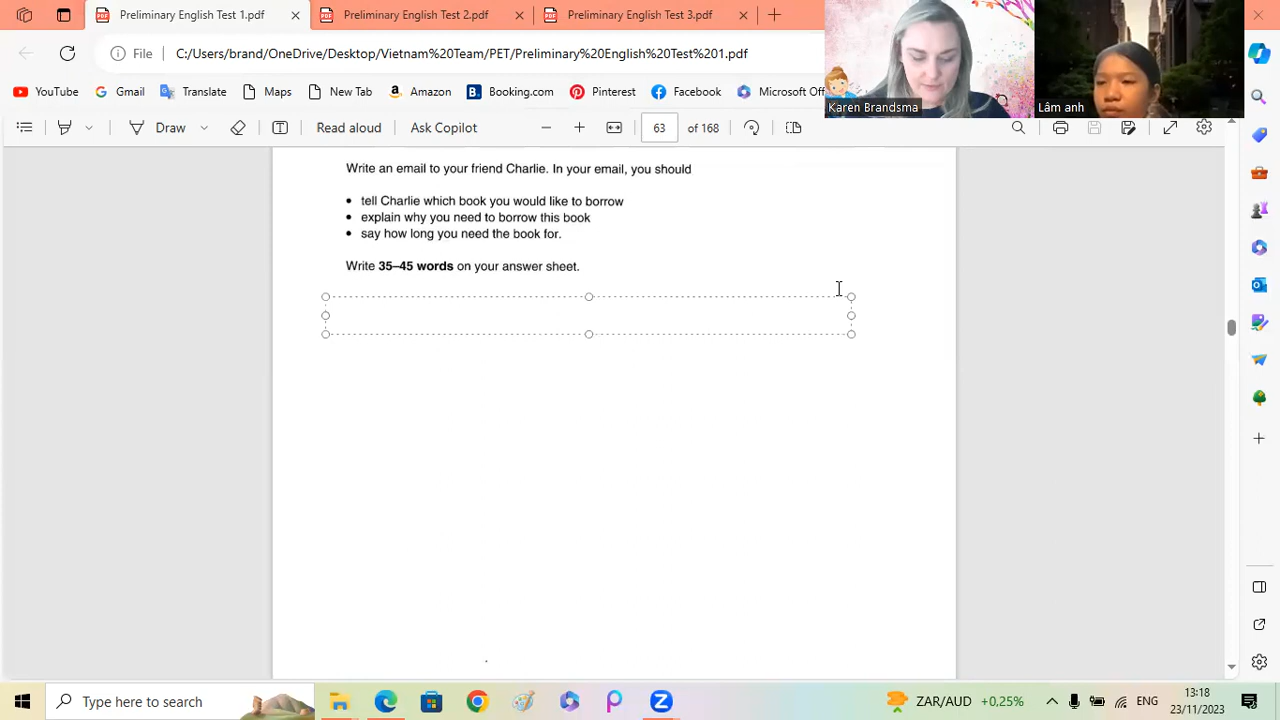 Preliminary English Test 1.pdf
Preliminary English Test 2.pdf
Preliminary English Test 3.pdf
File
C:/Users/brand/OneDrive/Desktop/Vietnam%20Team/PET/Preliminary%20English%20Test%201.pdf
YouTube
Gmail
Translate
Maps
New Tab
Amazon
Booking.com
Pinterest
Facebook
Microsoft Off
Karen Brandsma
Lâm anh
Draw
Read aloud
Ask Copilot
63
of 168
Write an email to your friend Charlie. In your email, you should
• tell Charlie which book you would like to borrow
• explain why you need to borrow this book
• say how long you need the book for.
Write 35–45 words on your answer sheet.
Type here to search
ZAR/AUD +0,25%
ENG
13:18
23/11/2023